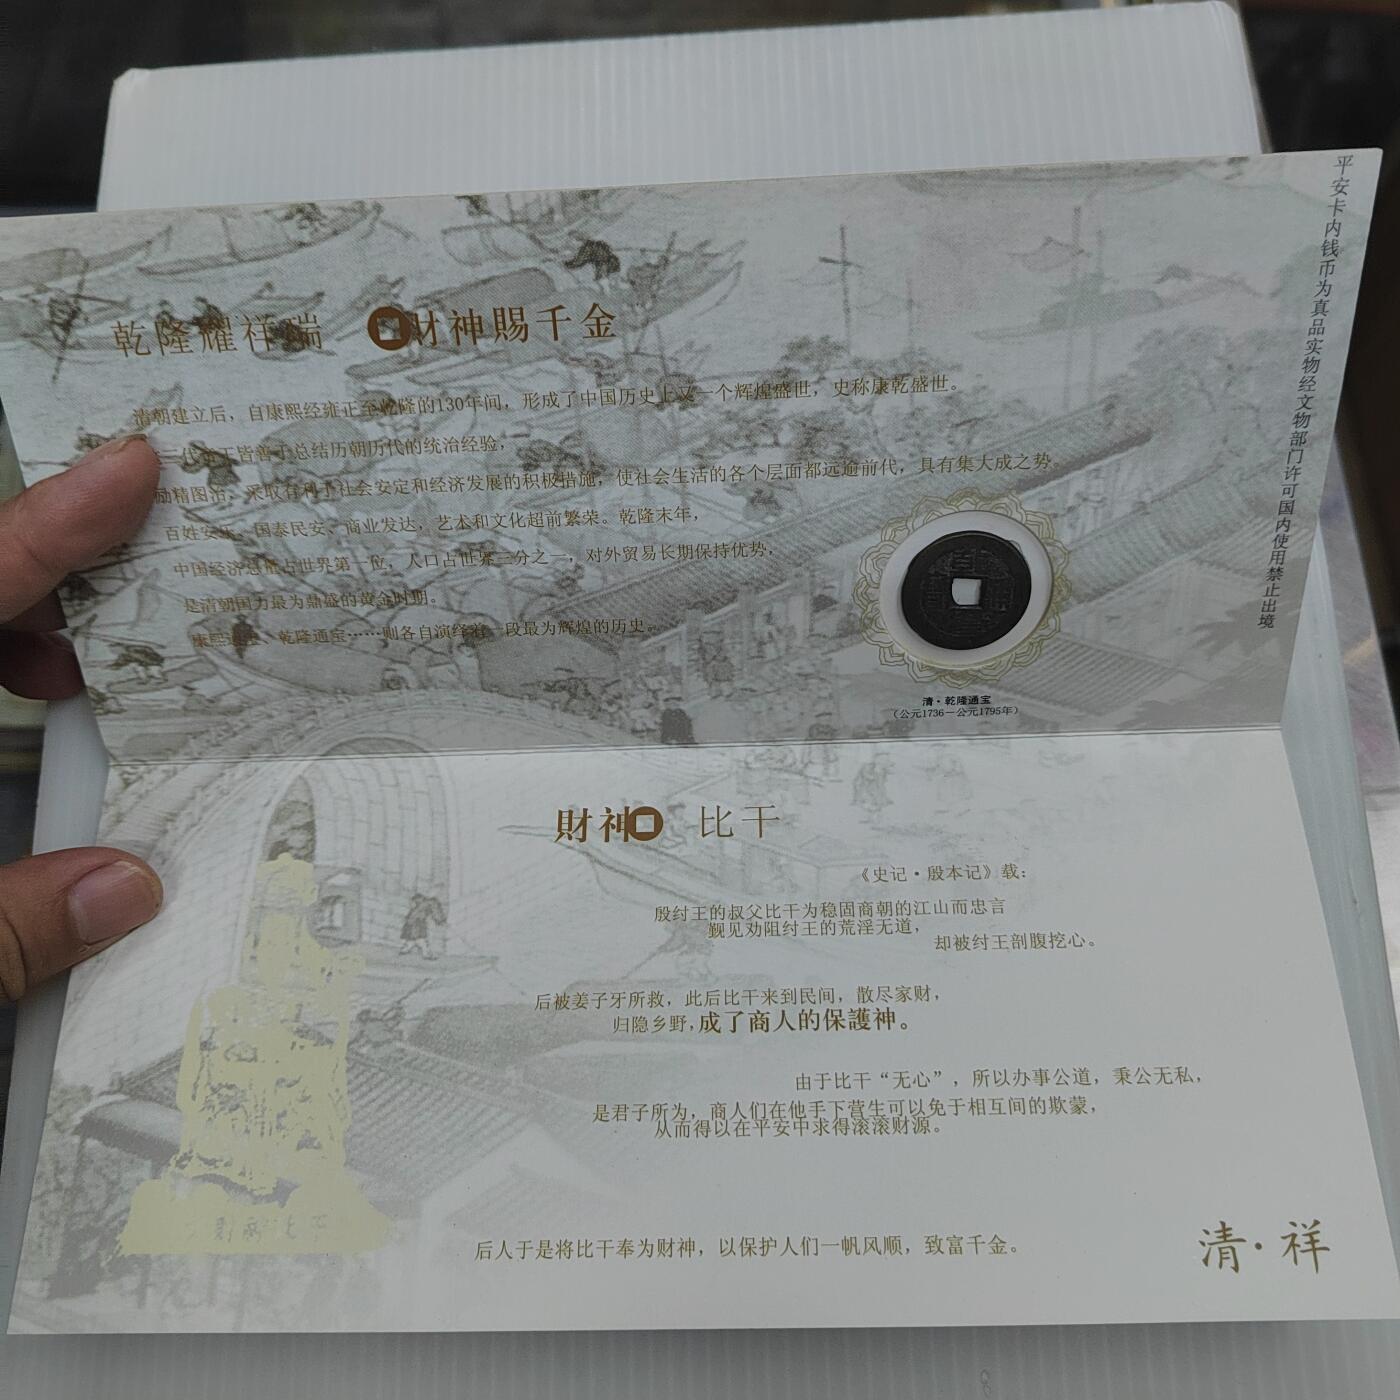 乾隆耀祥瑞 財神賜千金
清朝建立后，自康熙经雍正至乾隆的130年间，形成了中国历史上又一个辉煌盛世，史称康乾盛世。
三代帝王皆善于总结历朝历代的统治经验，
励精图治，采取有利于社会安定和经济发展的积极措施，使社会生活的各个层面都远逾前代，具有集大成之势。
百姓安乐、国泰民安、商业发达，艺术和文化超前繁荣。乾隆末年，
中国经济总量占世界第一位，人口占世界三分之一，对外贸易长期保持优势，
是清朝国力最为鼎盛的黄金时期。
康熙通宝、乾隆通宝……则各自演绎着一段最为辉煌的历史。
清·乾隆通宝
（公元1736－公元1795年）
平安卡内钱币为真品实物经文物部门许可国内使用禁止出境
財神 比干
《史记·殷本记》载：
殷纣王的叔父比干为稳固商朝的江山而忠言
觐见劝阻纣王的荒淫无道，
却被纣王剖腹挖心。
后被姜子牙所救，此后比干来到民间，散尽家财，
归隐乡野，成了商人的保護神。
由于比干“无心”，所以办事公道，秉公无私，
是君子所为，商人们在他手下营生可以免于相互间的欺蒙，
从而得以在平安中求得滚滚财源。
后人于是将比干奉为财神，以保护人们一帆风顺，致富千金。
清·祥